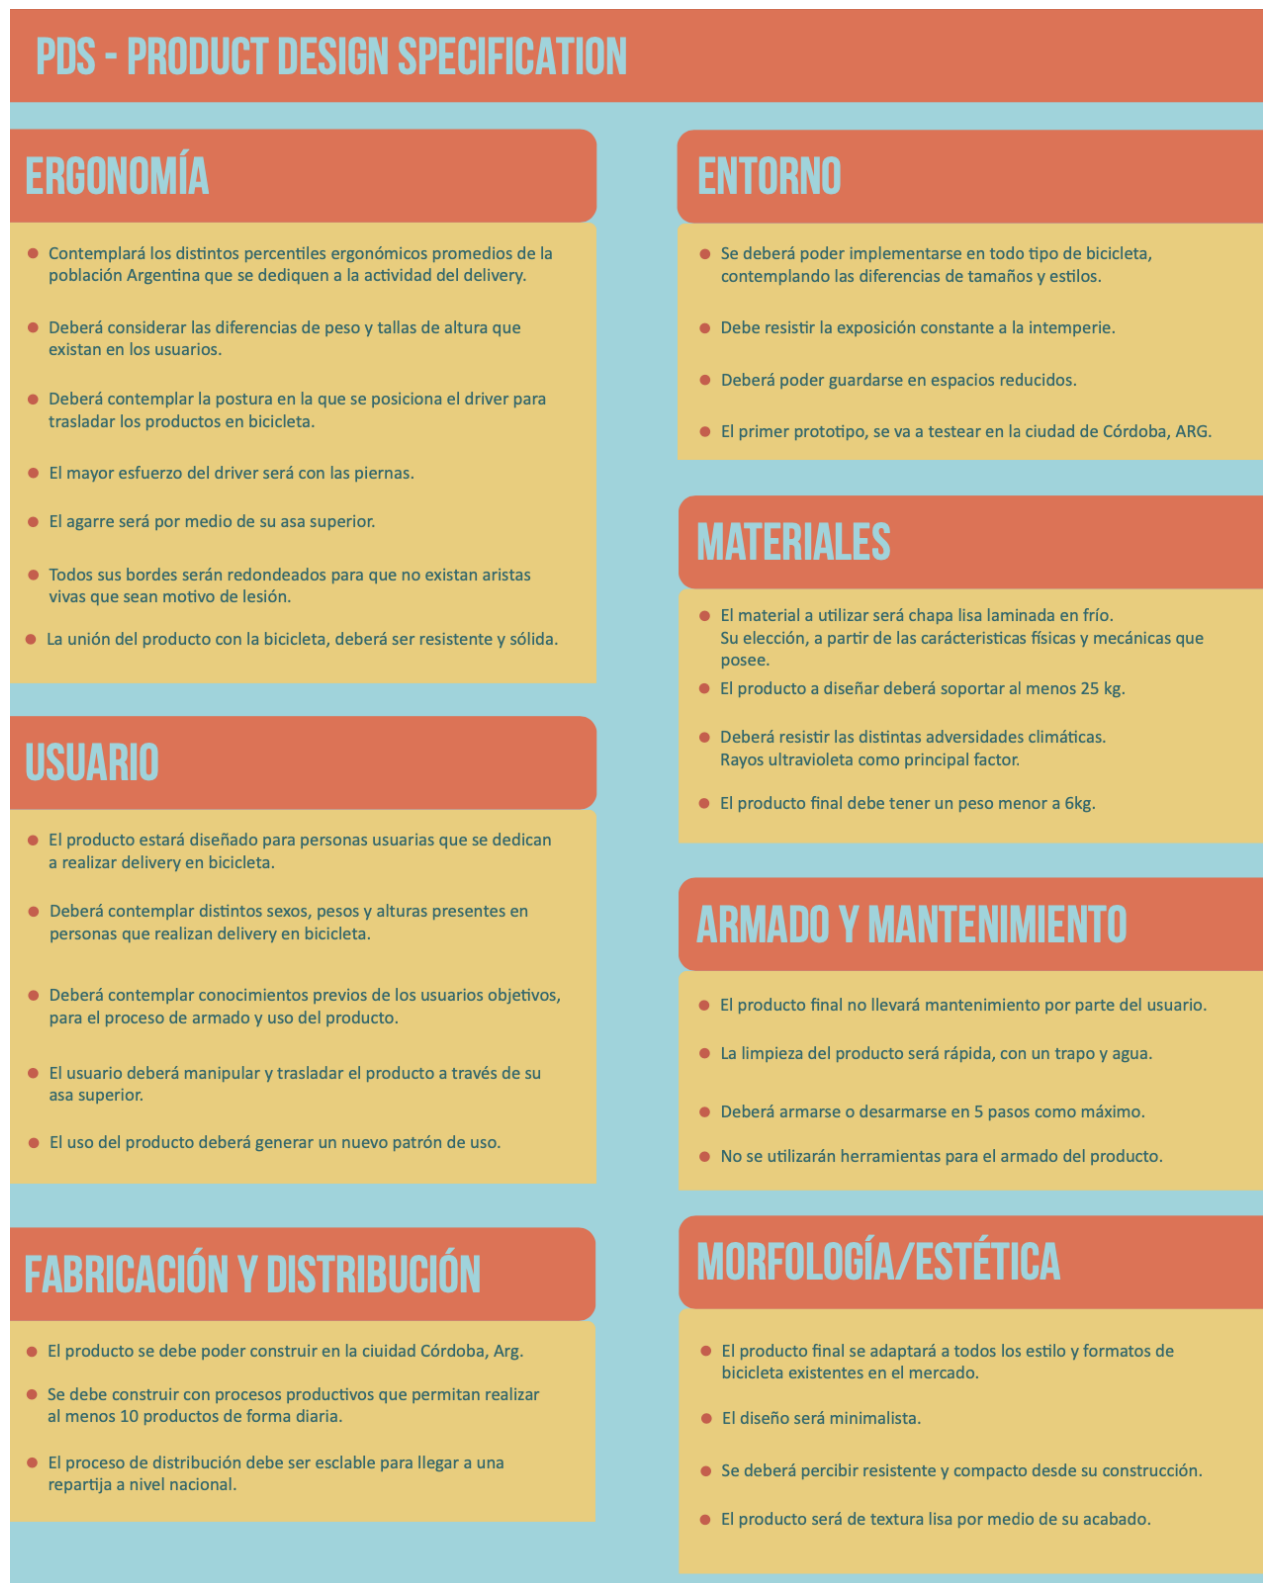 PDS - PRODUCT DESIGN SPECIFICATION
ERGONOMÍA
Contemplará los distintos percentiles ergonómicos promedios de la
población Argentina que se dediquen a la actividad del delivery.
Deberá considerar las diferencias de peso y tallas de altura que
existan en los usuarios.
Deberá contemplar la postura en la que se posiciona el driver para
trasladar los productos en bicicleta.
El mayor esfuerzo del driver será con las piernas.
El agarre será por medio de su asa superior.
Todos sus bordes serán redondeados para que no existan aristas
vivas que sean motivo de lesión.
La unión del producto con la bicicleta, deberá ser resistente y sólida.
USUARIO
El producto estará diseñado para personas usuarias que se dedican
a realizar delivery en bicicleta.
Deberá contemplar distintos sexos, pesos y alturas presentes en
personas que realizan delivery en bicicleta.
Deberá contemplar conocimientos previos de los usuarios objetivos,
para el proceso de armado y uso del producto.
El usuario deberá manipular y trasladar el producto a través de su
asa superior.
El uso del producto deberá generar un nuevo patrón de uso.
FABRICACIÓN Y DISTRIBUCIÓN
El producto se debe poder construir en la ciuidad Córdoba, Arg.
Se debe construir con procesos productivos que permitan realizar
al menos 10 productos de forma diaria.
El proceso de distribución debe ser esclable para llegar a una
repartija a nivel nacional.
ENTORNO
Se deberá poder implementarse en todo tipo de bicicleta,
contemplando las diferencias de tamaños y estilos.
Debe resistir la exposición constante a la intemperie.
Deberá poder guardarse en espacios reducidos.
El primer prototipo, se va a testear en la ciudad de Córdoba, ARG.
MATERIALES
El material a utilizar será chapa lisa laminada en frío.
Su elección, a partir de las carácteristicas físicas y mecánicas que
posee.
El producto a diseñar deberá soportar al menos 25 kg.
Deberá resistir las distintas adversidades climáticas.
Rayos ultravioleta como principal factor.
El producto final debe tener un peso menor a 6kg.
ARMADO Y MANTENIMIENTO
El producto final no llevará mantenimiento por parte del usuario.
La limpieza del producto será rápida, con un trapo y agua.
Deberá armarse o desarmarse en 5 pasos como máximo.
No se utilizarán herramientas para el armado del producto.
MORFOLOGÍA/ESTÉTICA
El producto final se adaptará a todos los estilo y formatos de
bicicleta existentes en el mercado.
El diseño será minimalista.
Se deberá percibir resistente y compacto desde su construcción.
El producto será de textura lisa por medio de su acabado.